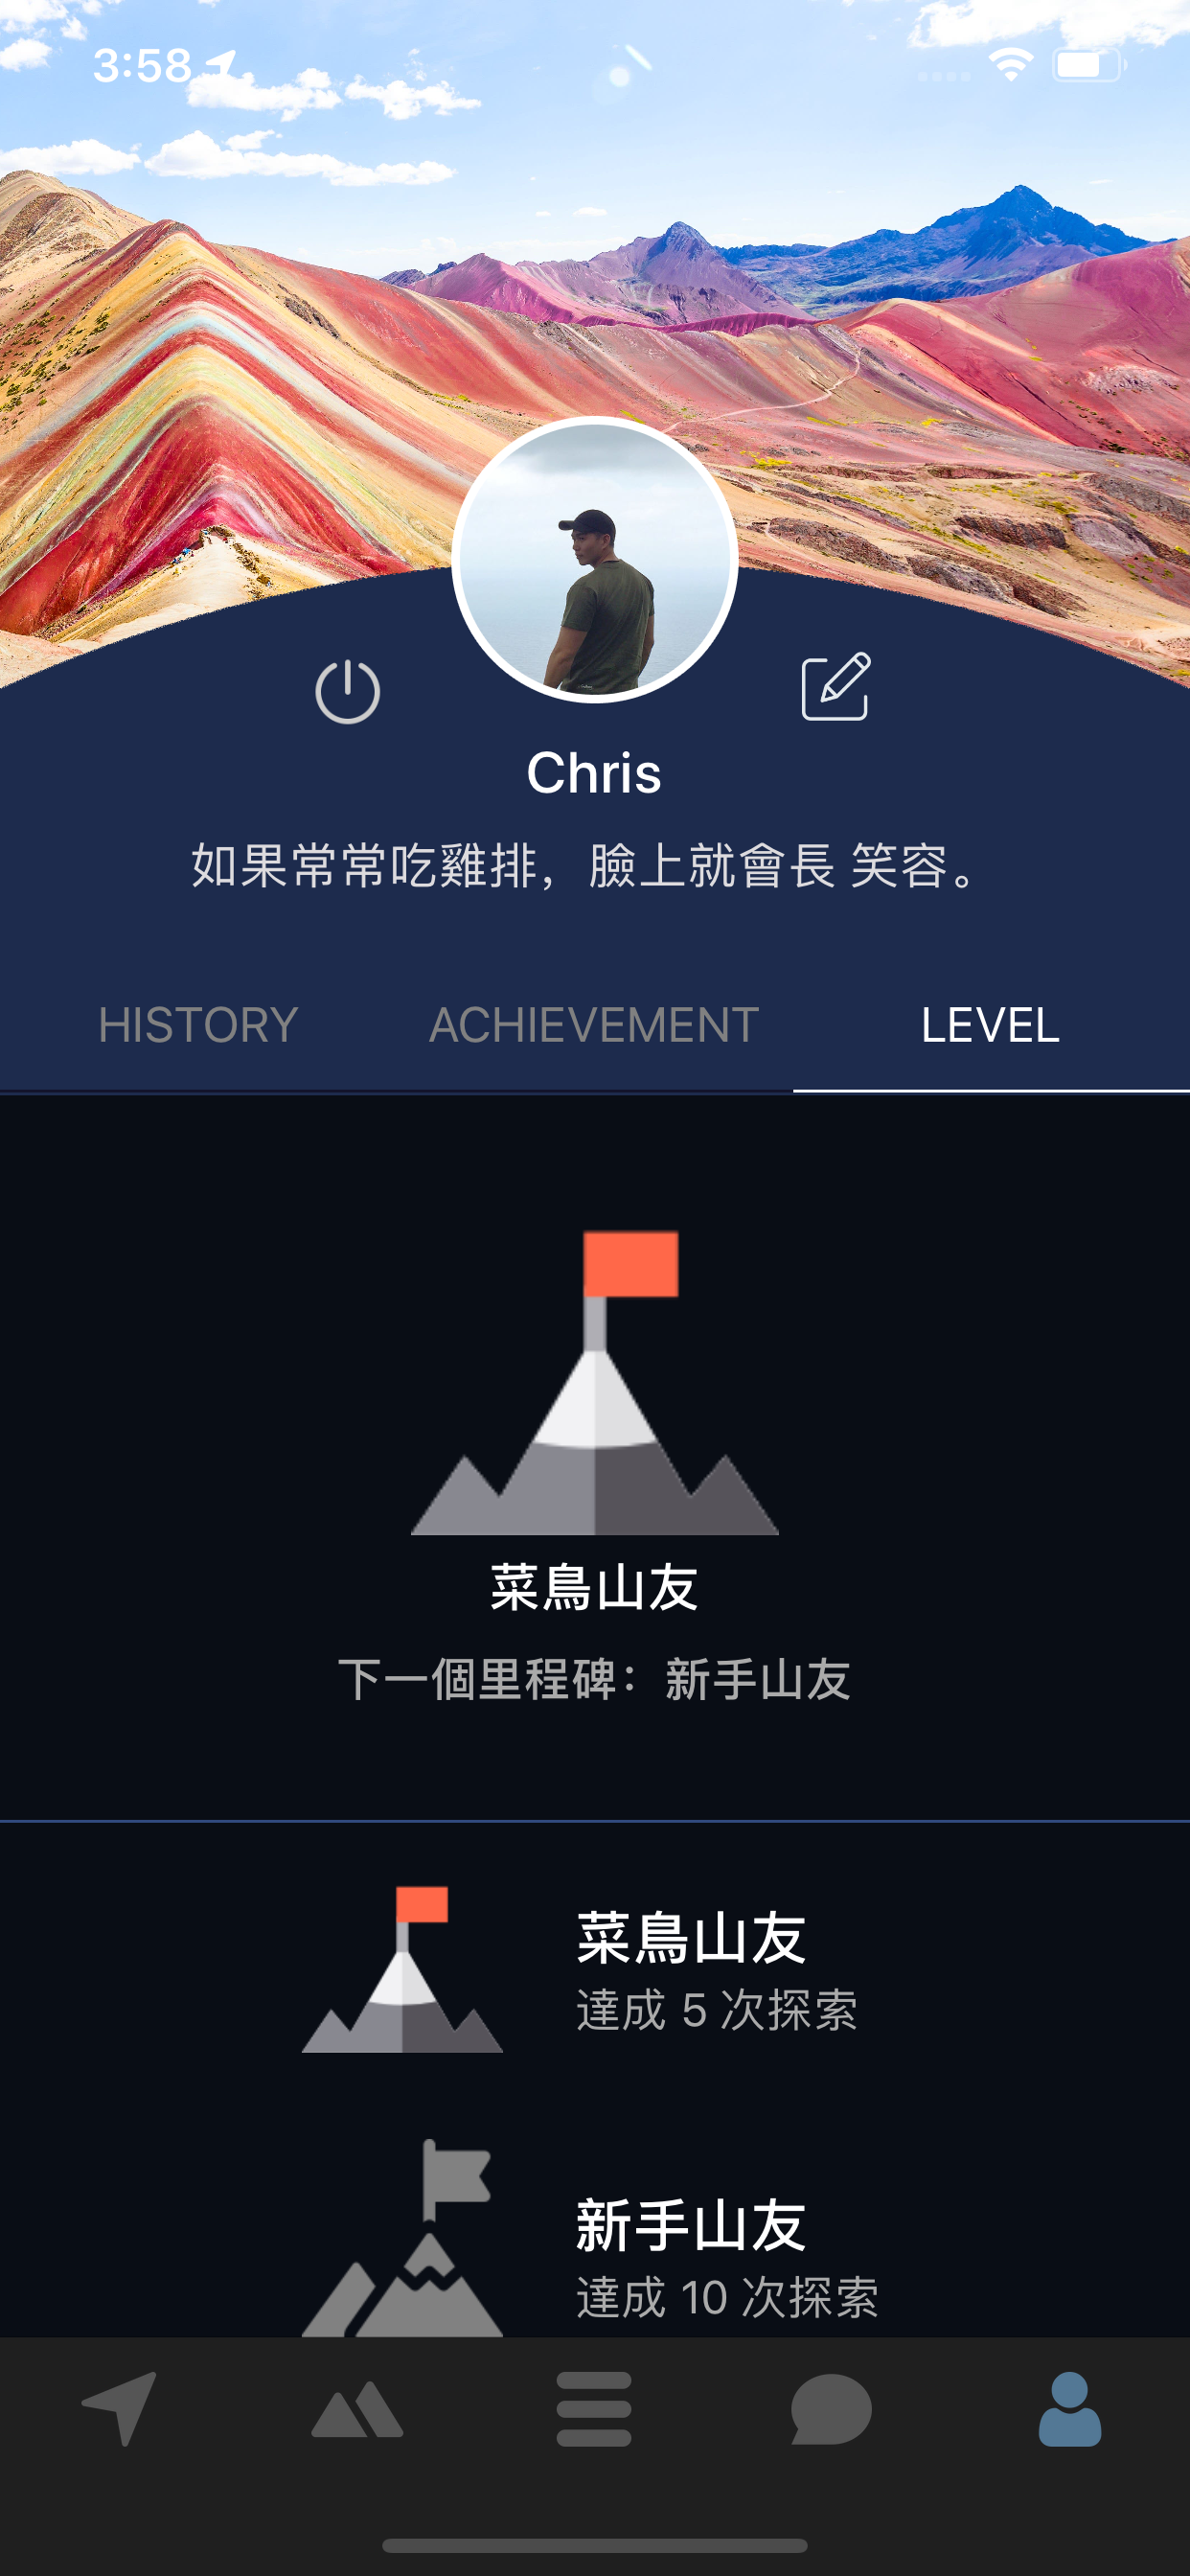 3:58
Chris
如果常常吃雞排，臉上就會長 笑容。
HISTORY
ACHIEVEMENT
LEVEL
菜鳥山友
下一個里程碑：新手山友
菜鳥山友
達成 5 次探索
新手山友
達成 10 次探索